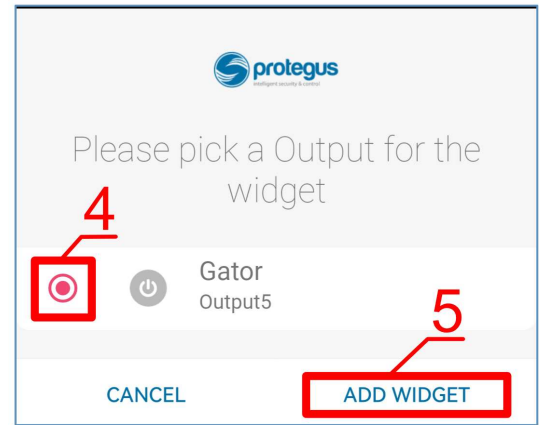 protegus
intelligent security & control
Please pick a Output for the
widget
4
Gator
Output5
5
CANCEL
ADD WIDGET